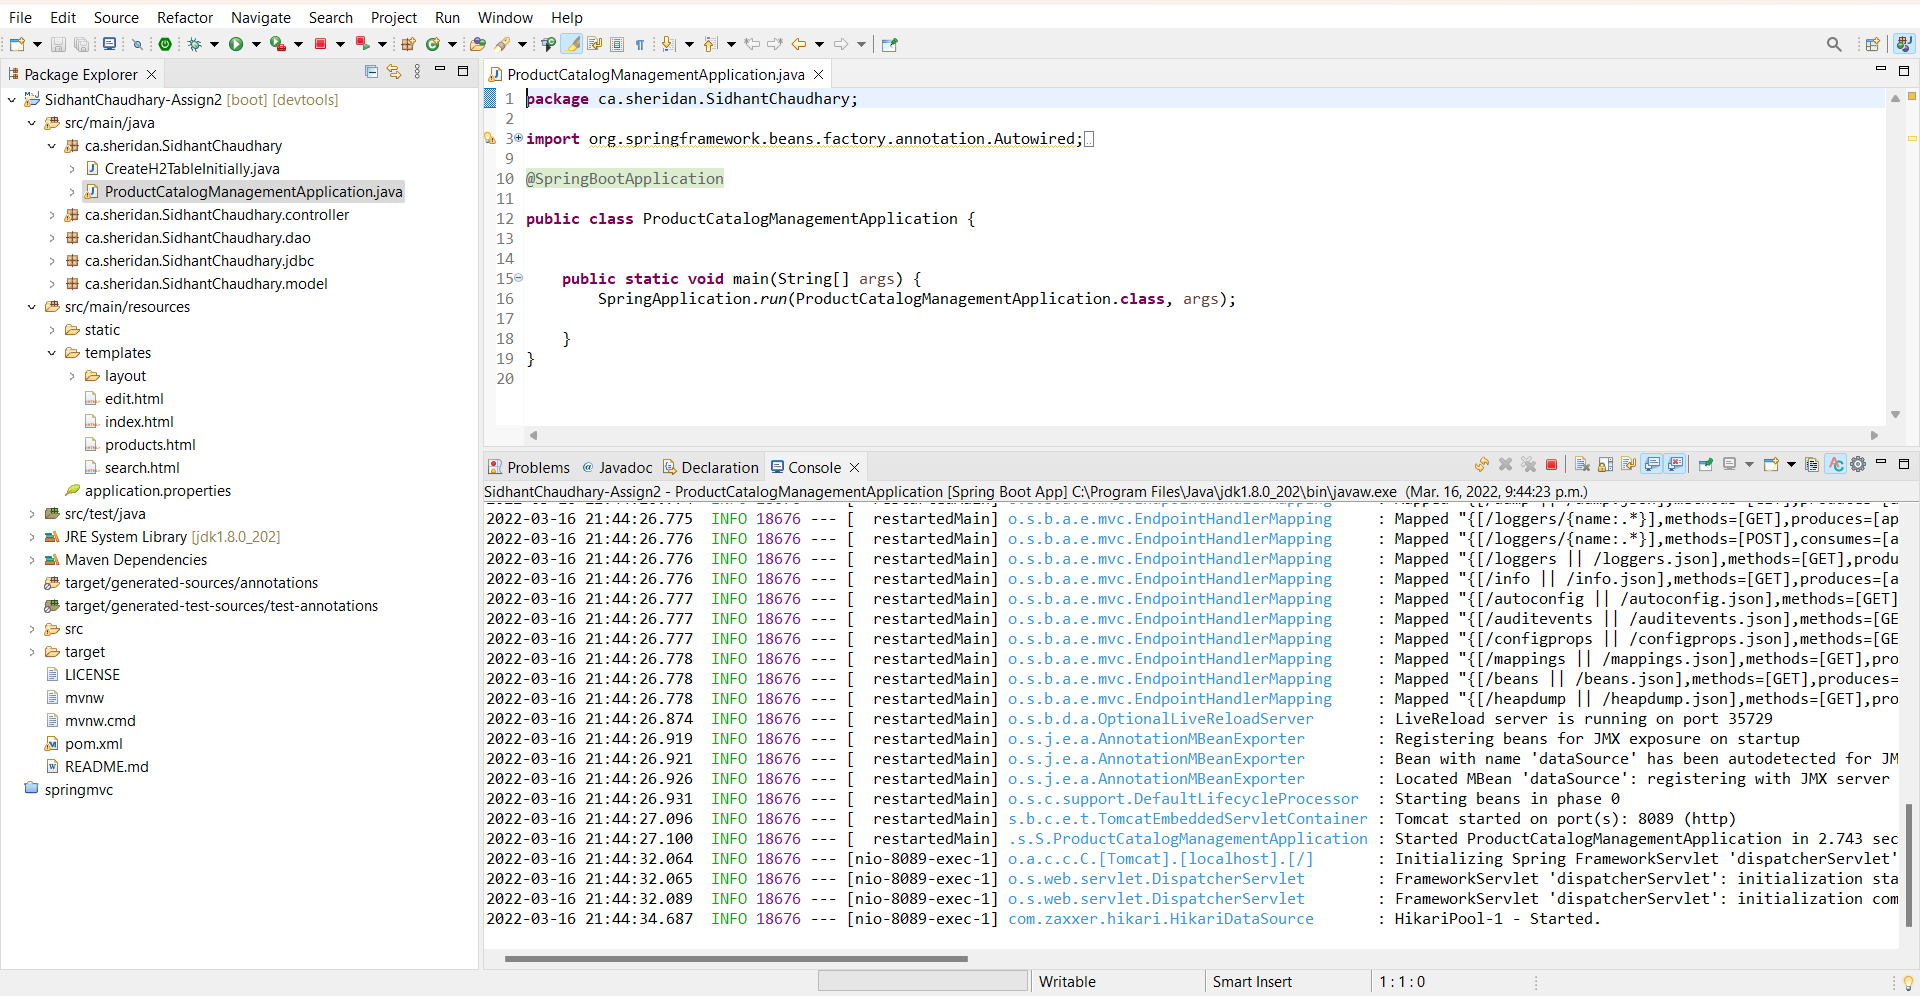 File Edit Source Refactor Navigate Search Project Run Window Help
Package Explorer
SidhantChaudhary-Assign2 [boot] [devtools]
src/main/java
ca.sheridan.SidhantChaudhary
CreateH2TableInitially.java
ProductCatalogManagementApplication.java
ca.sheridan.SidhantChaudhary.controller
ca.sheridan.SidhantChaudhary.dao
ca.sheridan.SidhantChaudhary.jdbc
ca.sheridan.SidhantChaudhary.model
src/main/resources
static
templates
layout
edit.html
index.html
products.html
search.html
application.properties
src/test/java
JRE System Library [jdk1.8.0_202]
Maven Dependencies
target/generated-sources/annotations
target/generated-test-sources/test-annotations
src
target
LICENSE
mvnw
mvnw.cmd
pom.xml
README.md
springmvc
ProductCatalogManagementApplication.java
1 package ca.sheridan.SidhantChaudhary;
2
3 import org.springframework.beans.factory.annotation.Autowired;
9
10 @SpringBootApplication
11
12 public class ProductCatalogManagementApplication {
13
14
15 public static void main(String[] args) {
16 SpringApplication.run(ProductCatalogManagementApplication.class, args);
17
18 }
19 }
20
Problems @ Javadoc Declaration Console
SidhantChaudhary-Assign2 - ProductCatalogManagementApplication [Spring Boot App] C:\Program Files\Java\jdk1.8.0_202\bin\javaw.exe (Mar. 16, 2022, 9:44:23 p.m.)
2022-03-16 21:44:26.775 INFO 18676 --- [ restartedMain] o.s.b.a.e.mvc.EndpointHandlerMapping : Mapped "{[/loggers/{name:.*}],methods=[GET],produces=[ap
2022-03-16 21:44:26.776 INFO 18676 --- [ restartedMain] o.s.b.a.e.mvc.EndpointHandlerMapping : Mapped "{[/loggers/{name:.*}],methods=[POST],consumes=[a
2022-03-16 21:44:26.776 INFO 18676 --- [ restartedMain] o.s.b.a.e.mvc.EndpointHandlerMapping : Mapped "{[/loggers || /loggers.json],methods=[GET],produ
2022-03-16 21:44:26.776 INFO 18676 --- [ restartedMain] o.s.b.a.e.mvc.EndpointHandlerMapping : Mapped "{[/info || /info.json],methods=[GET],produces=[a
2022-03-16 21:44:26.777 INFO 18676 --- [ restartedMain] o.s.b.a.e.mvc.EndpointHandlerMapping : Mapped "{[/autoconfig || /autoconfig.json],methods=[GET]
2022-03-16 21:44:26.777 INFO 18676 --- [ restartedMain] o.s.b.a.e.mvc.EndpointHandlerMapping : Mapped "{[/auditevents || /auditevents.json],methods=[GE
2022-03-16 21:44:26.777 INFO 18676 --- [ restartedMain] o.s.b.a.e.mvc.EndpointHandlerMapping : Mapped "{[/configprops || /configprops.json],methods=[GE
2022-03-16 21:44:26.778 INFO 18676 --- [ restartedMain] o.s.b.a.e.mvc.EndpointHandlerMapping : Mapped "{[/mappings || /mappings.json],methods=[GET],pro
2022-03-16 21:44:26.778 INFO 18676 --- [ restartedMain] o.s.b.a.e.mvc.EndpointHandlerMapping : Mapped "{[/beans || /beans.json],methods=[GET],produces=
2022-03-16 21:44:26.778 INFO 18676 --- [ restartedMain] o.s.b.a.e.mvc.EndpointHandlerMapping : Mapped "{[/heapdump || /heapdump.json],methods=[GET],pro
2022-03-16 21:44:26.874 INFO 18676 --- [ restartedMain] o.s.b.d.a.OptionalLiveReloadServer : LiveReload server is running on port 35729
2022-03-16 21:44:26.919 INFO 18676 --- [ restartedMain] o.s.j.e.a.AnnotationMBeanExporter : Registering beans for JMX exposure on startup
2022-03-16 21:44:26.921 INFO 18676 --- [ restartedMain] o.s.j.e.a.AnnotationMBeanExporter : Bean with name 'dataSource' has been autodetected for JM
2022-03-16 21:44:26.926 INFO 18676 --- [ restartedMain] o.s.j.e.a.AnnotationMBeanExporter : Located MBean 'dataSource': registering with JMX server
2022-03-16 21:44:26.931 INFO 18676 --- [ restartedMain] o.s.c.support.DefaultLifecycleProcessor : Starting beans in phase 0
2022-03-16 21:44:27.096 INFO 18676 --- [ restartedMain] s.b.c.e.t.TomcatEmbeddedServletContainer : Tomcat started on port(s): 8089 (http)
2022-03-16 21:44:27.100 INFO 18676 --- [ restartedMain] .s.S.ProductCatalogManagementApplication : Started ProductCatalogManagementApplication in 2.743 sec
2022-03-16 21:44:32.064 INFO 18676 --- [nio-8089-exec-1] o.a.c.c.C.[Tomcat].[localhost].[/] : Initializing Spring FrameworkServlet 'dispatcherServlet'
2022-03-16 21:44:32.065 INFO 18676 --- [nio-8089-exec-1] o.s.web.servlet.DispatcherServlet : FrameworkServlet 'dispatcherServlet': initialization sta
2022-03-16 21:44:32.089 INFO 18676 --- [nio-8089-exec-1] o.s.web.servlet.DispatcherServlet : FrameworkServlet 'dispatcherServlet': initialization com
2022-03-16 21:44:34.687 INFO 18676 --- [nio-8089-exec-1] com.zaxxer.hikari.HikariDataSource : HikariPool-1 - Started.
Writable Smart Insert 1 : 1 : 0